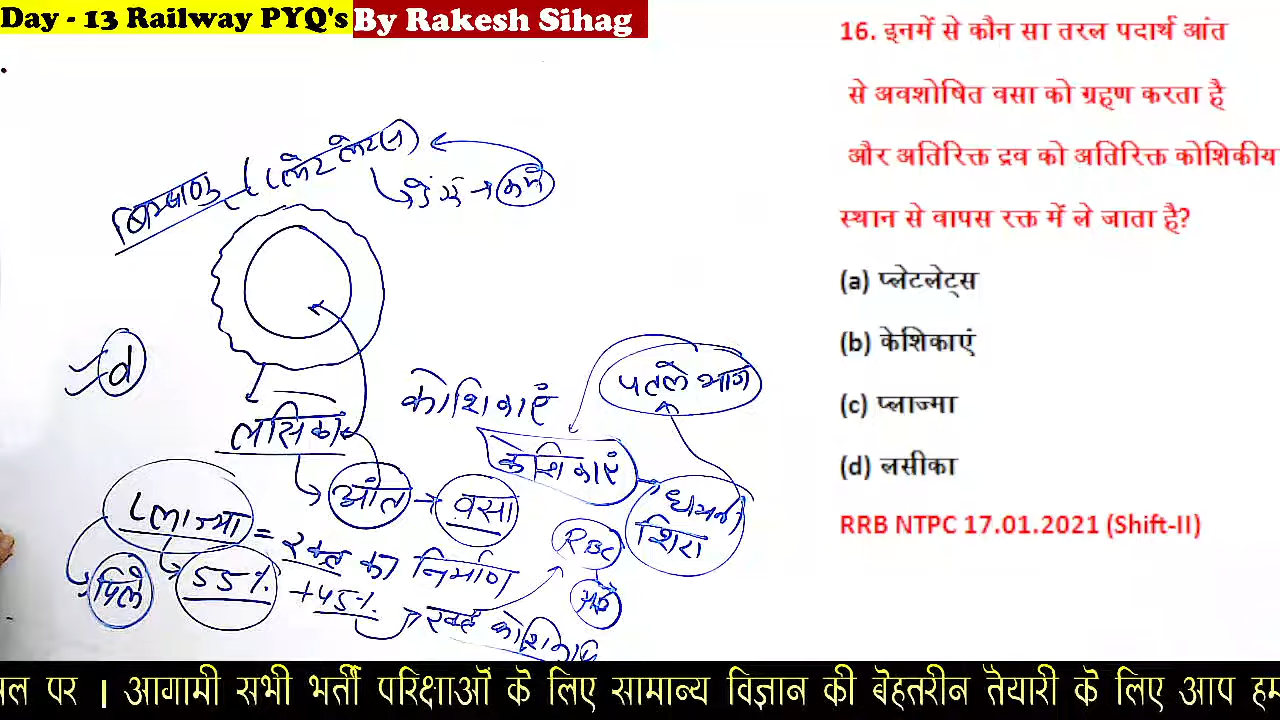 Day - 13 Railway PYQ's By Rakesh Sihag
16. इनमें से कौन सा तरल पदार्थ आंत
से अवशोषित वसा को ग्रहण करता है
और अतिरिक्त द्रव को अतिरिक्त कोशिकीय
स्थान से वापस रक्त में ले जाता है?
(a) प्लेटलेट्स
(b) केशिकाएं
(c) प्लाज्मा
(d) लसीका
RRB NTPC 17.01.2021 (Shift-II)
बिम्बाणु (प्लेटलेट्स)
डेंगू → कमी
d
लसिका
आंत → वसा
कोशिकाएं
पतले भाग
केशिकाएं
धमनी
शिरा
प्लाज्मा = रक्त का निर्माण
पिले
55% + 45%
RBC
रक्त कोशिकाएं
पर । आगामी सभी भर्ती परिक्षाओं के लिए सामान्य विज्ञान की बेहतरीन तैयारी के लिए आप हम